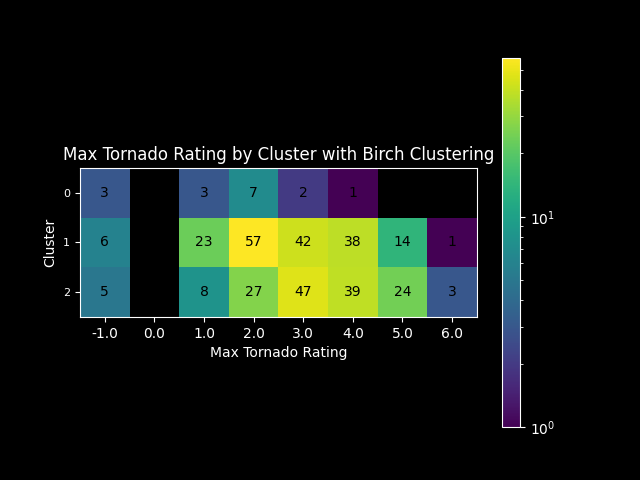 Max Tornado Rating by Cluster with Birch Clustering
Cluster
0 3 3 7 2 1
1 6 23 57 42 38 14 1
2 5 8 27 47 39 24 3
-1.0 0.0 1.0 2.0 3.0 4.0 5.0 6.0
Max Tornado Rating
10¹
10⁰